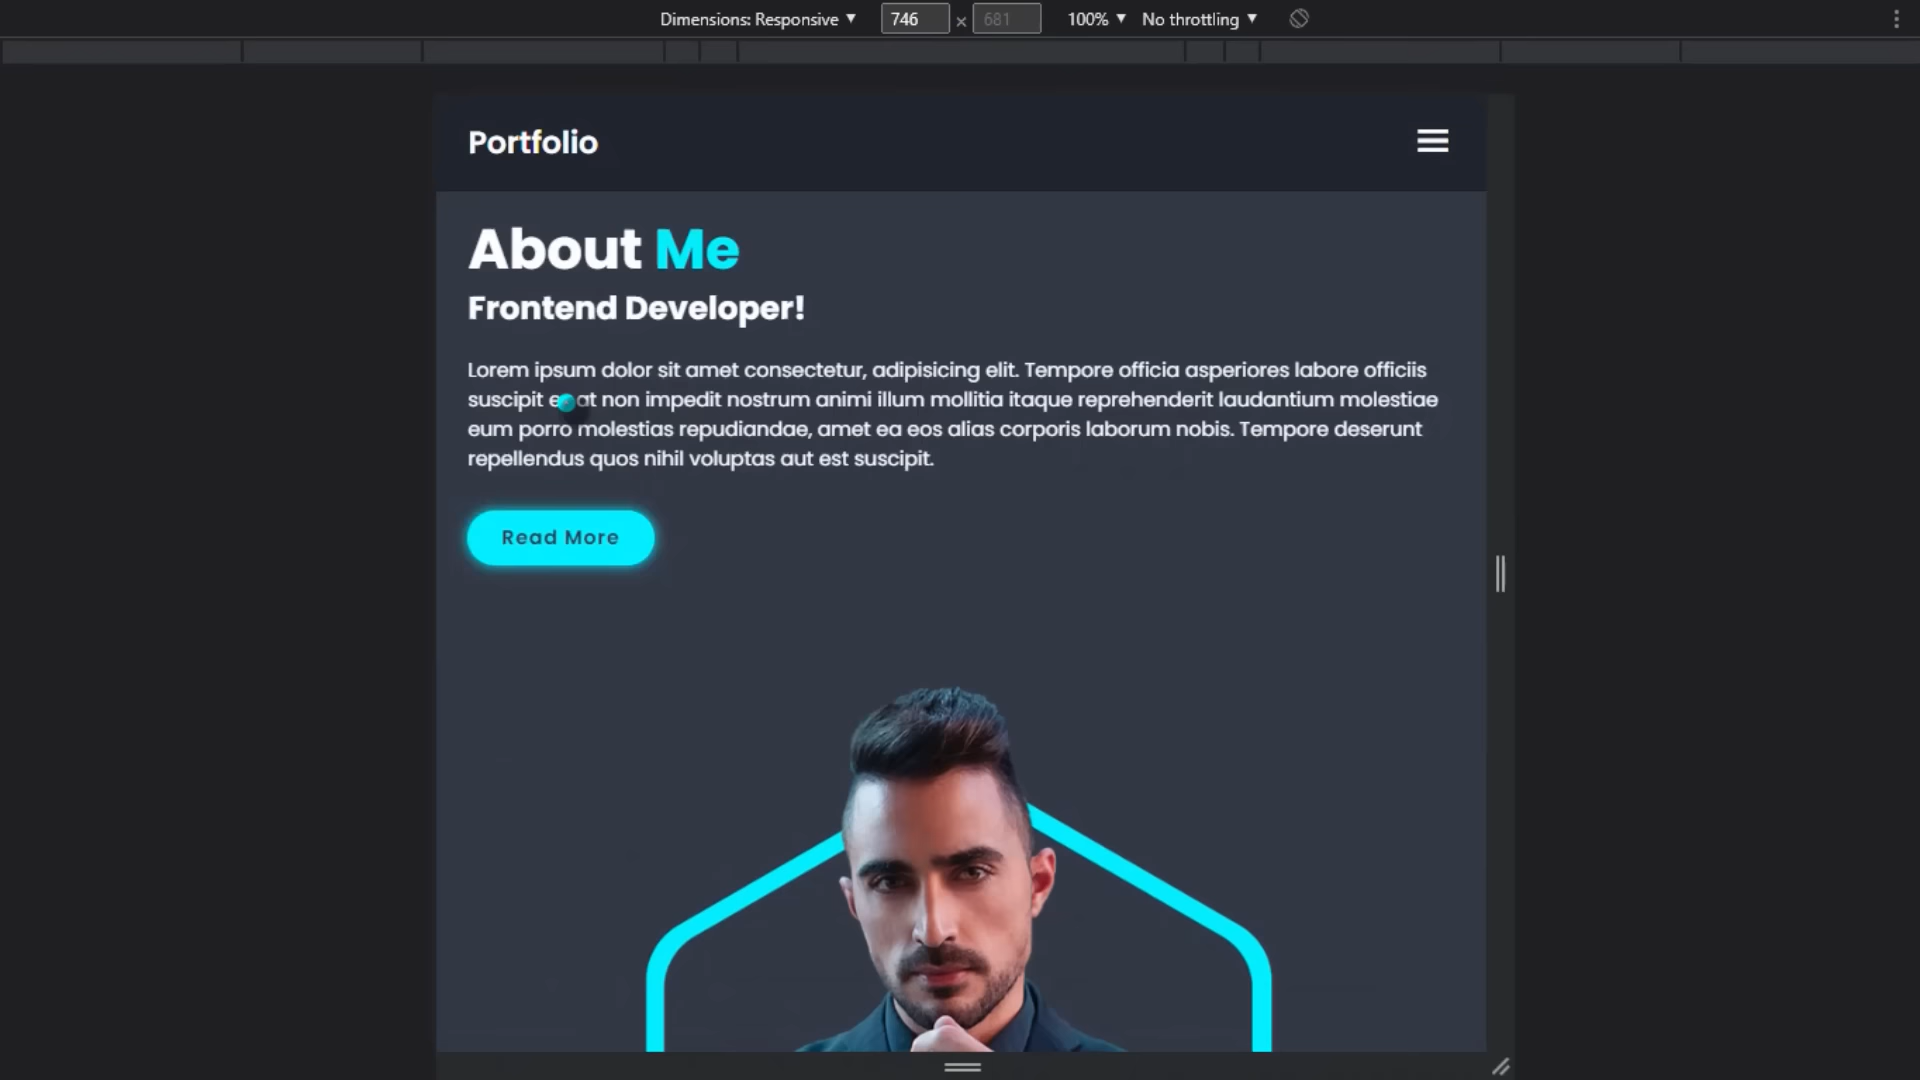 Dimensions: Responsive ▼ 746 × 681 100% ▼ No throttling ▼
Portfolio
About Me
Frontend Developer!
Lorem ipsum dolor sit amet consectetur, adipisicing elit. Tempore officia asperiores labore officiis
suscipit at non impedit nostrum animi illum mollitia itaque reprehenderit laudantium molestiae
eum porro molestias repudiandae, amet ea eos alias corporis laborum nobis. Tempore deserunt
repellendus quos nihil voluptas aut est suscipit.
Read More